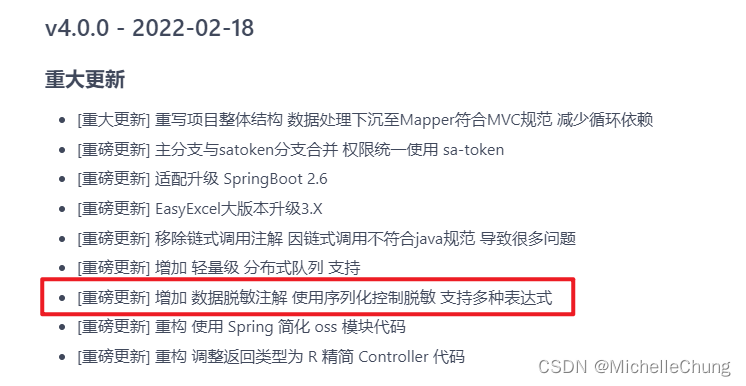 v4.0.0 - 2022-02-18
重大更新
[重大更新] 重写项目整体结构 数据处理下沉至Mapper符合MVC规范 减少循环依赖
[重磅更新] 主分支与satoken分支合并 权限统一使用 sa-token
[重磅更新] 适配升级 SpringBoot 2.6
[重磅更新] EasyExcel大版本升级3.X
[重磅更新] 移除链式调用注解 因链式调用不符合java规范 导致很多问题
[重磅更新] 增加 轻量级 分布式队列 支持
[重磅更新] 增加 数据脱敏注解 使用序列化控制脱敏 支持多种表达式
[重磅更新] 重构 使用 Spring 简化 oss 模块代码
[重磅更新] 重构 调整返回类型为 R 精简 Controller 代码
CSDN @MichelleChung